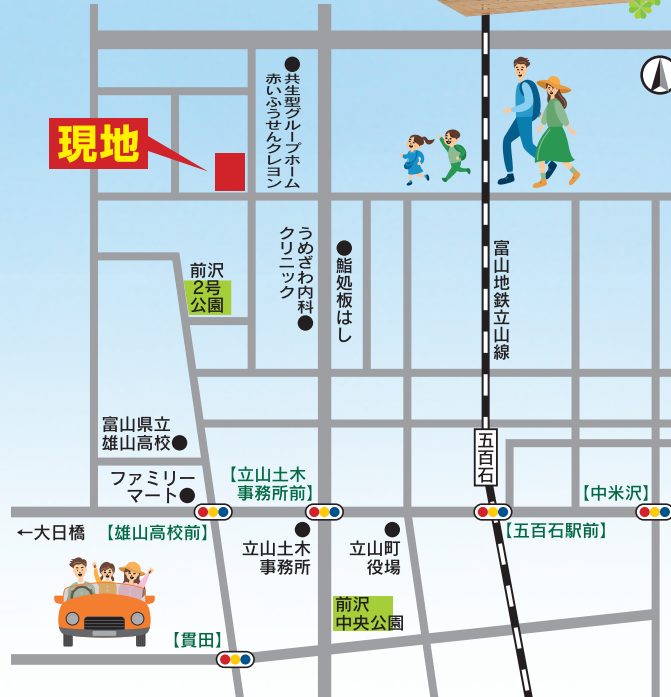 共生型グループホーム
赤いふうせんクレヨン
現地
うめざわ内科
クリニック
鮨処板はし
富山地鉄立山線
前沢
2号
公園
富山県立
雄山高校
ファミリー
マート
【立山土木
事務所前】
五百石
【中米沢】
←大日橋
【雄山高校前】
【五百石駅前】
立山土木
事務所
立山町
役場
前沢
中央公園
【貫田】